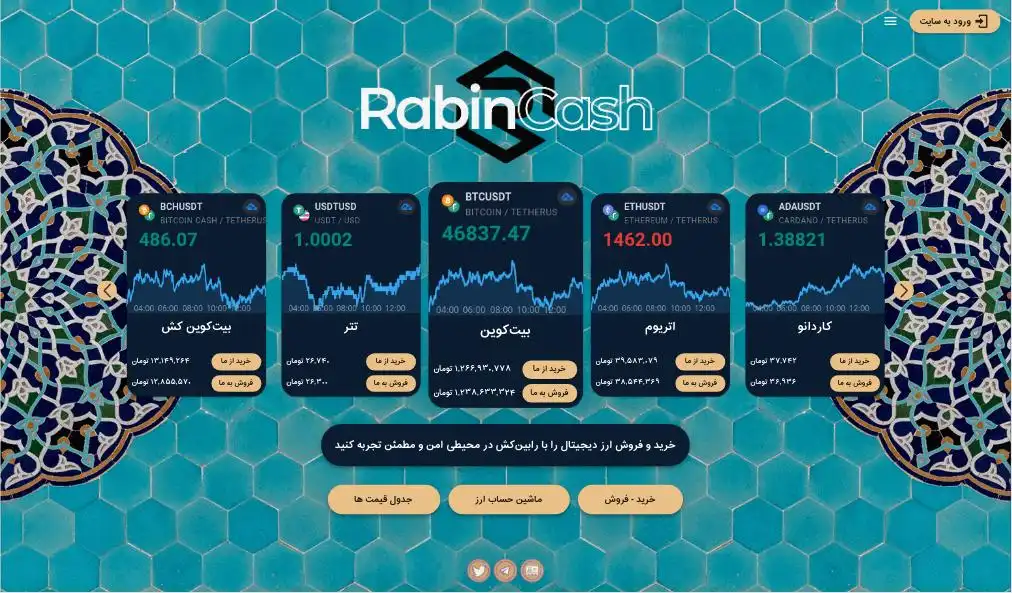 ورود به سایت
RabinCash
BCHUSDT
BITCOIN CASH / TETHERUS
486.07
04:00 06:00 08:00 10:00 12:00
بیت‌کوین کش
خرید از ما ۱۳,۱۴۹,۲۶۴ تومان
فروش به ما ۱۲,۸۵۵,۵۷۰ تومان
USDTUSD
USDT / USD
1.0002
04:00 06:00 08:00 10:00 12:00
تتر
خرید از ما ۲۶,۷۴۰ تومان
فروش به ما ۲۶,۳۰۰ تومان
BTCUSDT
BITCOIN / TETHERUS
46837.47
04:00 06:00 08:00 10:00 12:00
بیت‌کوین
خرید از ما ۱,۲۶۶,۹۳۰,۷۷۸ تومان
فروش به ما ۱,۲۳۸,۶۳۳,۳۲۴ تومان
ETHUSDT
ETHEREUM / TETHERUS
1462.00
04:00 06:00 08:00 10:00 12:00
اتریوم
خرید از ما ۳۹,۵۸۳,۰۷۹ تومان
فروش به ما ۳۸,۵۴۴,۳۶۹ تومان
ADAUSDT
CARDANO / TETHERUS
1.38821
04:00 06:00 08:00 10:00 12:00
کاردانو
خرید از ما ۳۷,۷۴۲ تومان
فروش به ما ۳۶,۹۳۶ تومان
خرید و فروش ارز دیجیتال را با رابین‌کش در محیطی امن و مطمئن تجربه کنید
خرید - فروش
ماشین حساب ارز
جدول قیمت ها